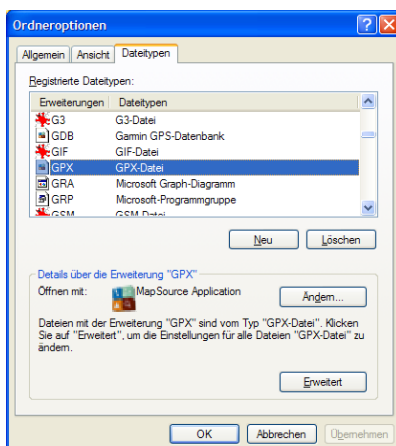 Ordneroptionen
Allgemein Ansicht Dateitypen
Registrierte Dateitypen:
Erweiterungen Dateitypen
G3 G3-Datei
GDB Garmin GPS-Datenbank
GIF GIF-Datei
GPX GPX-Datei
GRA Microsoft Graph-Diagramm
GRP Microsoft-Programmgruppe
GSM GSM-Datei
Neu Löschen
Details über die Erweiterung "GPX"
Öffnen mit: MapSource Application Ändern...
Dateien mit der Erweiterung "GPX" sind vom Typ "GPX-Datei". Klicken
Sie auf "Erweitert", um die Einstellungen für alle Dateien "GPX-Datei" zu
ändern.
Erweitert
OK Abbrechen Übernehmen